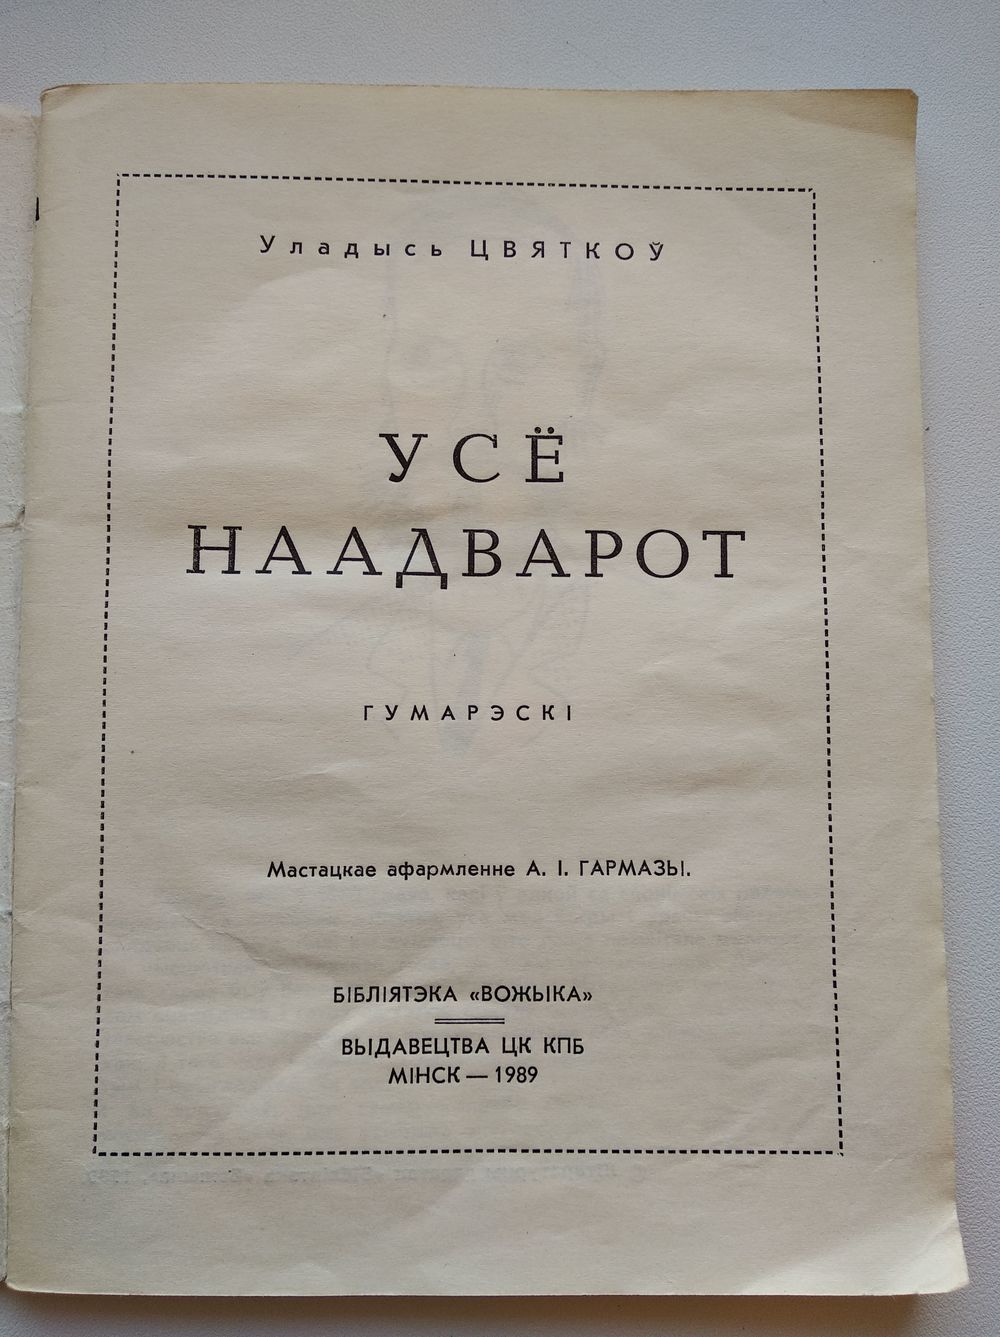 Уладысь ЦВЯТКОЎ
УСЁ
НААДВАРОТ
ГУМАРЭСКІ
Мастацкае афармленне А. І. ГАРМАЗЫ.
БІБЛІЯТЭКА «ВОЖЫКА»
ВЫДАВЕЦТВА ЦК КПБ
МІНСК — 1989